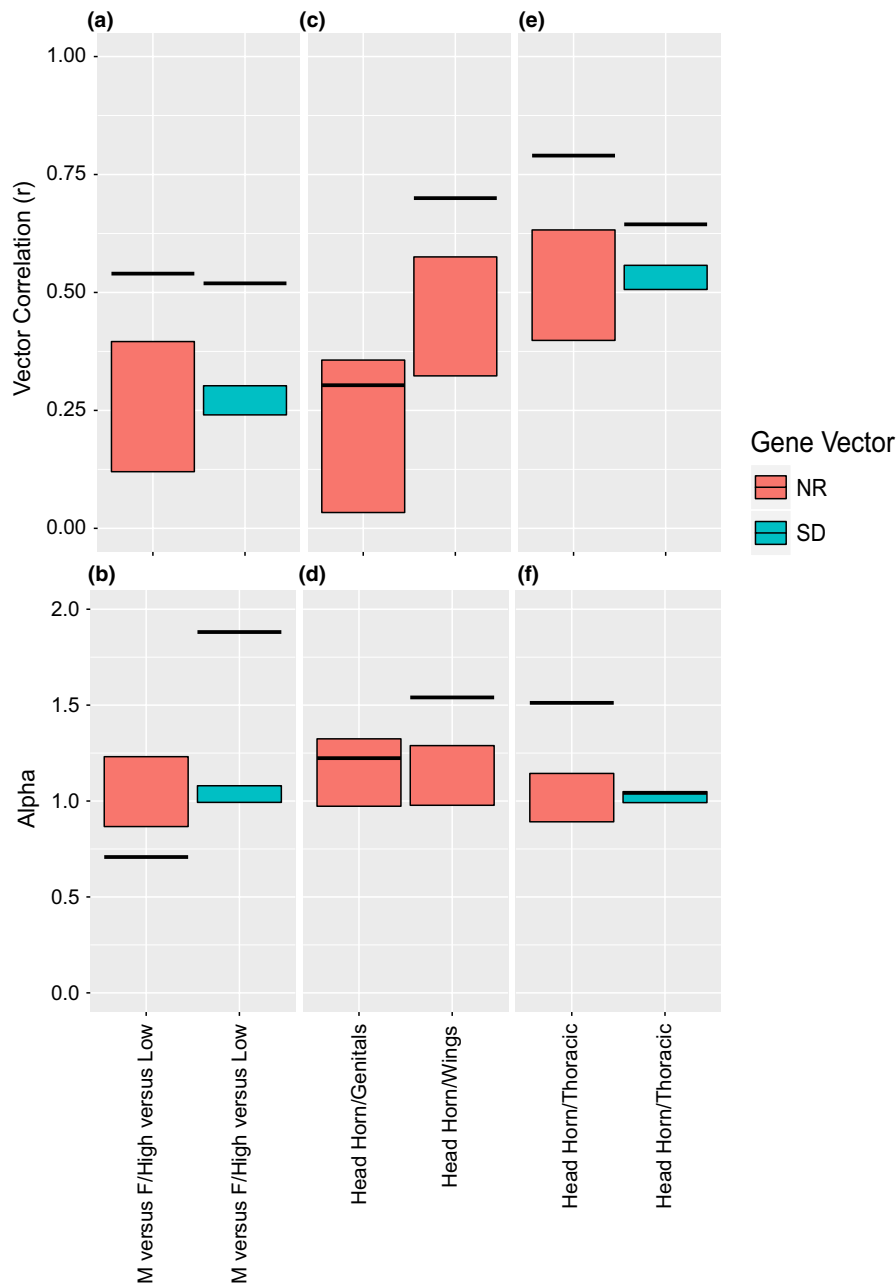 (a)
(c)
(e)
1.00
0.75
0.50
0.25
0.00
Vector Correlation (r)
Gene Vector
NR
SD
(b)
(d)
(f)
2.0
1.5
1.0
0.5
0.0
Alpha
M versus F/High versus Low
M versus F/High versus Low
Head Horn/Genitals
Head Horn/Wings
Head Horn/Thoracic
Head Horn/Thoracic